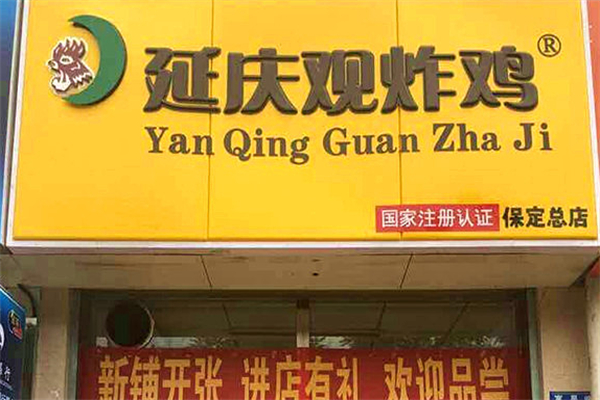 延庆观炸鸡®
Yan Qing Guan Zha Ji
国家注册认证 保定总店
新铺开张 进店有礼 欢迎品尝